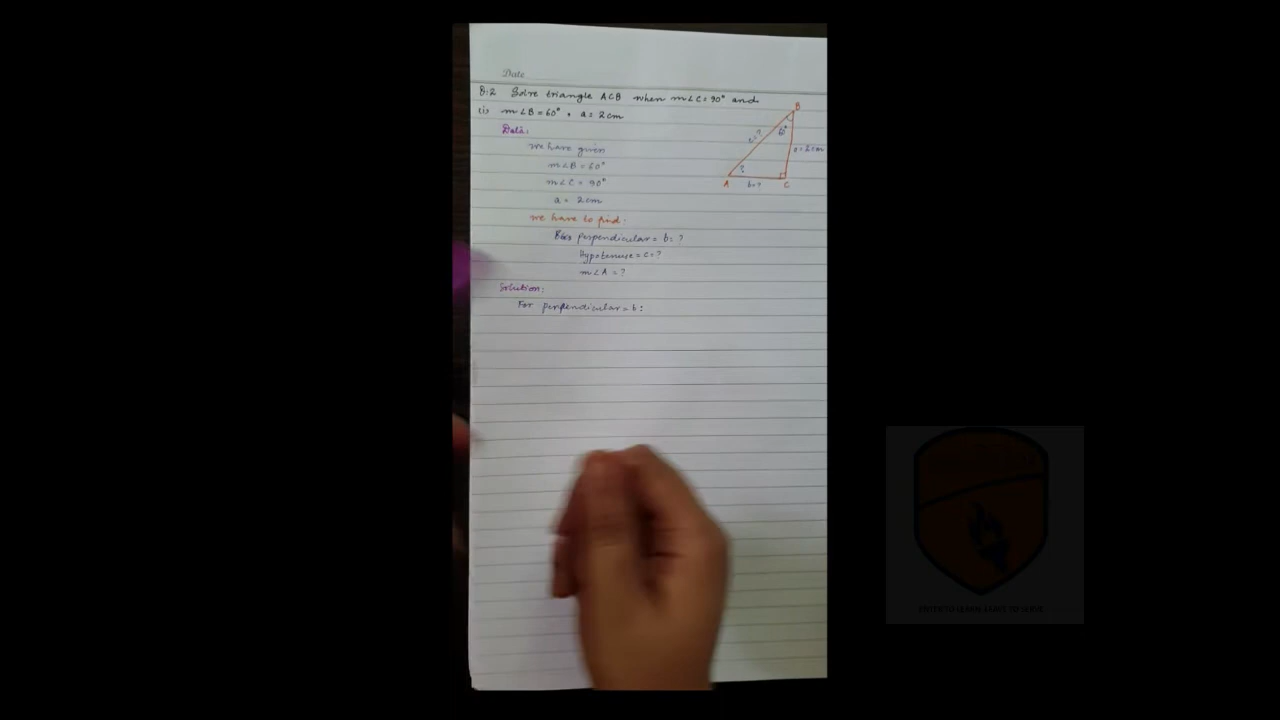 Date
Q:2 Solve triangle ACB when m∠C = 90° and
(i) m∠B = 60° , a = 2cm
Data:
we have given
m∠B = 60°
m∠C = 90°
a = 2cm
we have to find.
perpendicular = b = ?
Hypotenuse = c = ?
m∠A = ?
Solution:
For perpendicular = b :
B
60°
c = ?
a = 2cm
?
A
b = ?
C